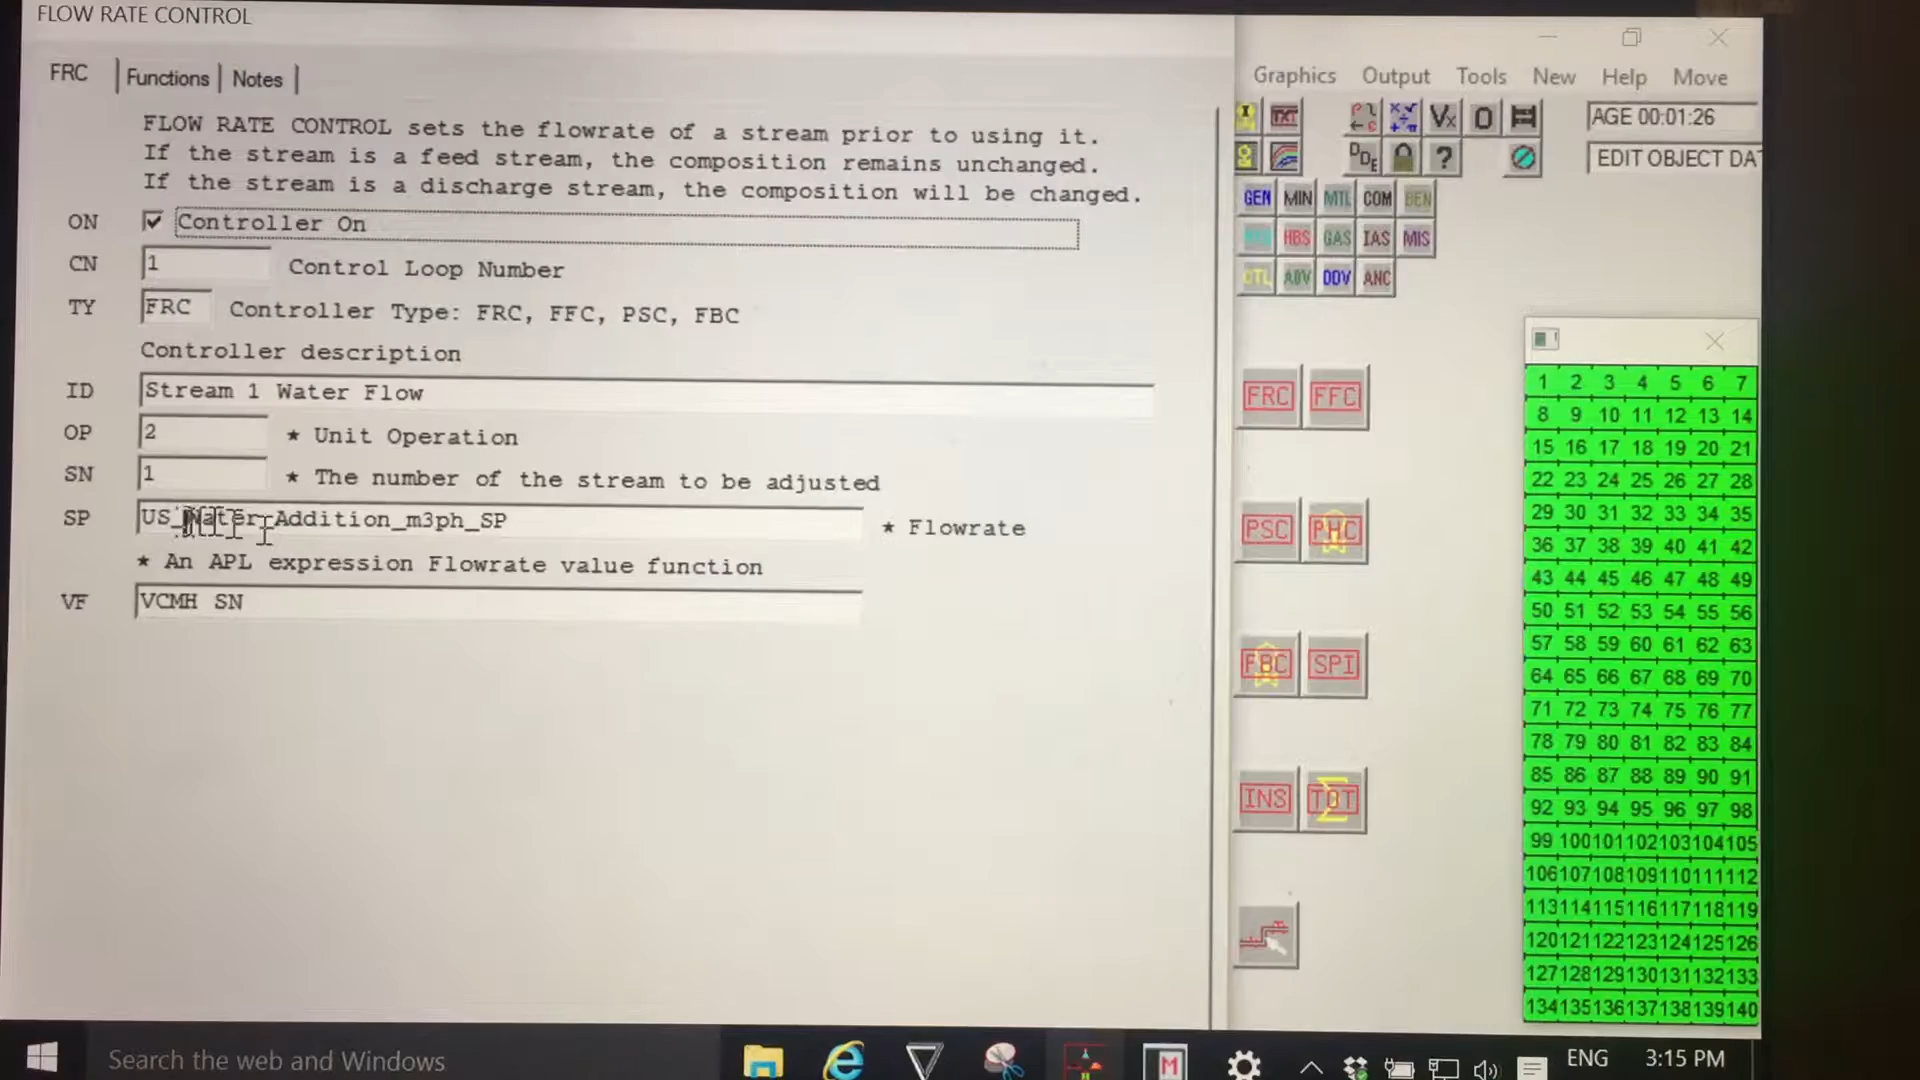 FLOW RATE CONTROL
FRC
Functions
Notes
FLOW RATE CONTROL sets the flowrate of a stream prior to using it.
If the stream is a feed stream, the composition remains unchanged.
If the stream is a discharge stream, the composition will be changed.
ON Controller On
CN 1 Control Loop Number
TY FRC Controller Type: FRC, FFC, PSC, FBC
Controller description
ID Stream 1 Water Flow
OP 2 * Unit Operation
SN 1 * The number of the stream to be adjusted
SP US_Water_Addition_m3ph_SP * Flowrate
* An APL expression Flowrate value function
VF VCMH SN
Graphics Output Tools New Help Move
TXT Vx O AGE 00:01:26
DDE ? EDIT OBJECT DA
GEN MIN MTL COM
HBS GAS IAS MIS
CTL ADV DDV ANC
FRC FFC
PSC PHC
FBC SPI
INS TOT
1 2 3 4 5 6 7
8 9 10 11 12 13 14
15 16 17 18 19 20 21
22 23 24 25 26 27 28
29 30 31 32 33 34 35
36 37 38 39 40 41 42
43 44 45 46 47 48 49
50 51 52 53 54 55 56
57 58 59 60 61 62 63
64 65 66 67 68 69 70
71 72 73 74 75 76 77
78 79 80 81 82 83 84
85 86 87 88 89 90 91
92 93 94 95 96 97 98
99 100 101 102 103 104 105
106 107 108 109 110 111 112
113 114 115 116 117 118 119
120 121 122 123 124 125 126
127 128 129 130 131 132 133
134 135 136 137 138 139 140
Search the web and Windows
M
ENG 3:15 PM